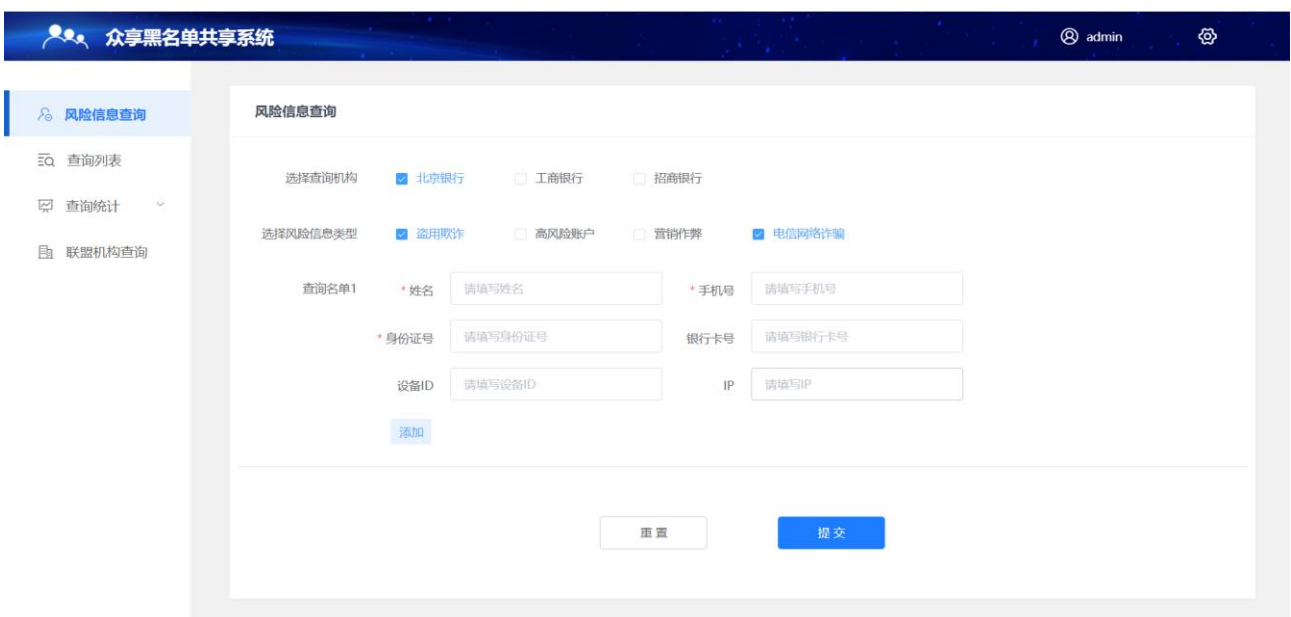 众享黑名单共享系统 admin
风险信息查询
查询列表
查询统计
联盟机构查询
风险信息查询
选择查询机构 北京银行 工商银行 招商银行
选择风险信息类型 盗用欺诈 高风险账户 营销作弊 电信网络诈骗
查询名单1 * 姓名 请填写姓名 * 手机号 请填写手机号
* 身份证号 请填写身份证号 银行卡号 请填写银行卡号
设备ID 请填写设备ID IP 请填写IP
添加
重置 提交